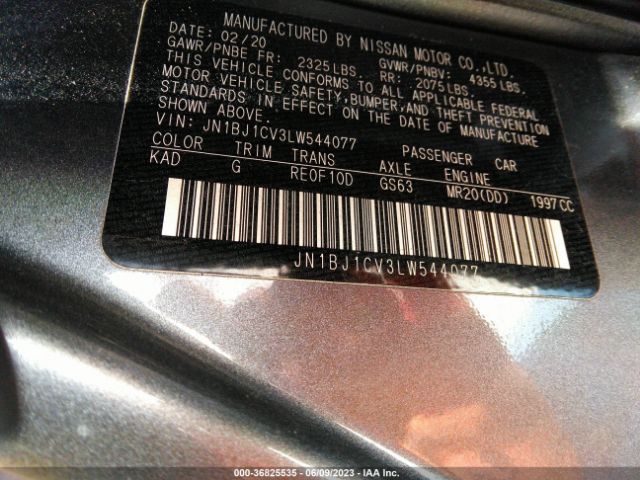 MANUFACTURED BY NISSAN MOTOR CO.,LTD.
DATE: 02/20 GVWR/PNBV: 4355 LBS.
GAWR/PNBE FR: 2325 LBS. RR: 2075 LBS.
THIS VEHICLE CONFORMS TO ALL APPLICABLE FEDERAL
MOTOR VEHICLE SAFETY, BUMPER, AND THEFT PREVENTION
STANDARDS IN EFFECT ON THE DATE OF MANUFACTURE
SHOWN ABOVE.
VIN: JN1BJ1CV3LW544077 PASSENGER CAR
COLOR TRIM TRANS AXLE ENGINE
KAD G RE0F10D GS63 MR20(DD) 1997CC
JN1BJ1CV3LW544077
000-36825535 - 06/09/2023 - IAA Inc.